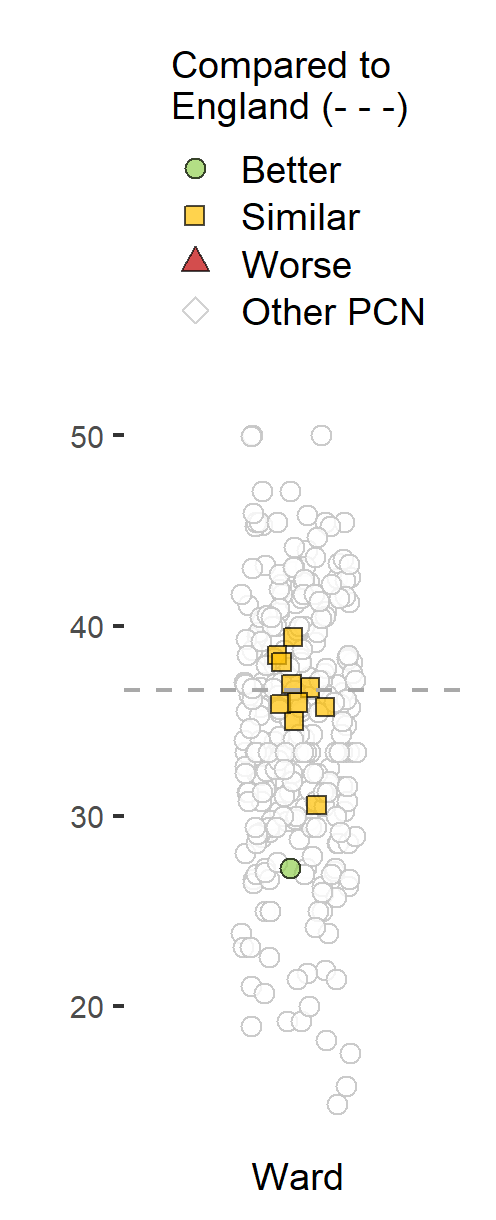 Compared to
England (- - -)
Better
Similar
Worse
Other PCN
50
40
30
20
Ward